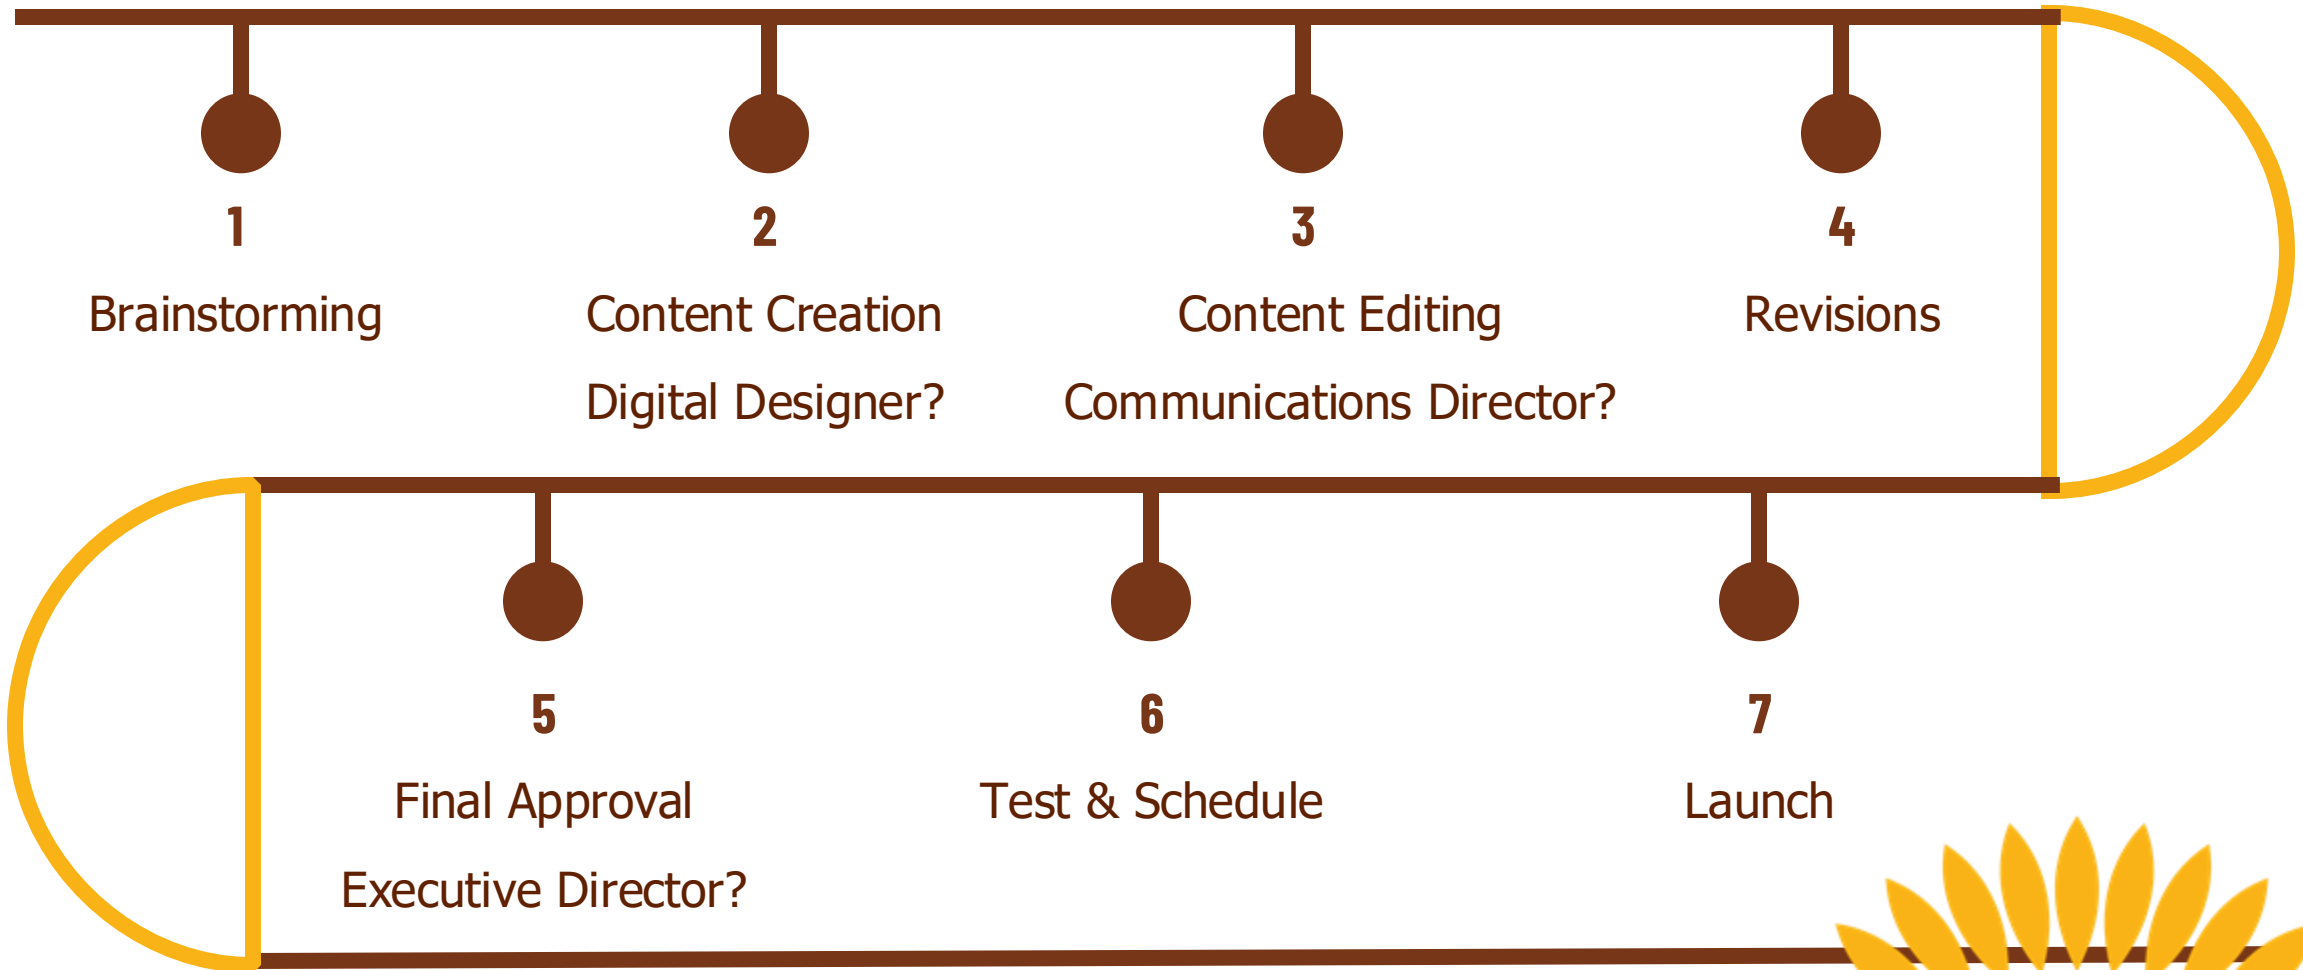 1
Brainstorming
2
Content Creation
Digital Designer?
3
Content Editing
Communications Director?
4
Revisions
5
Final Approval
Executive Director?
6
Test & Schedule
7
Launch